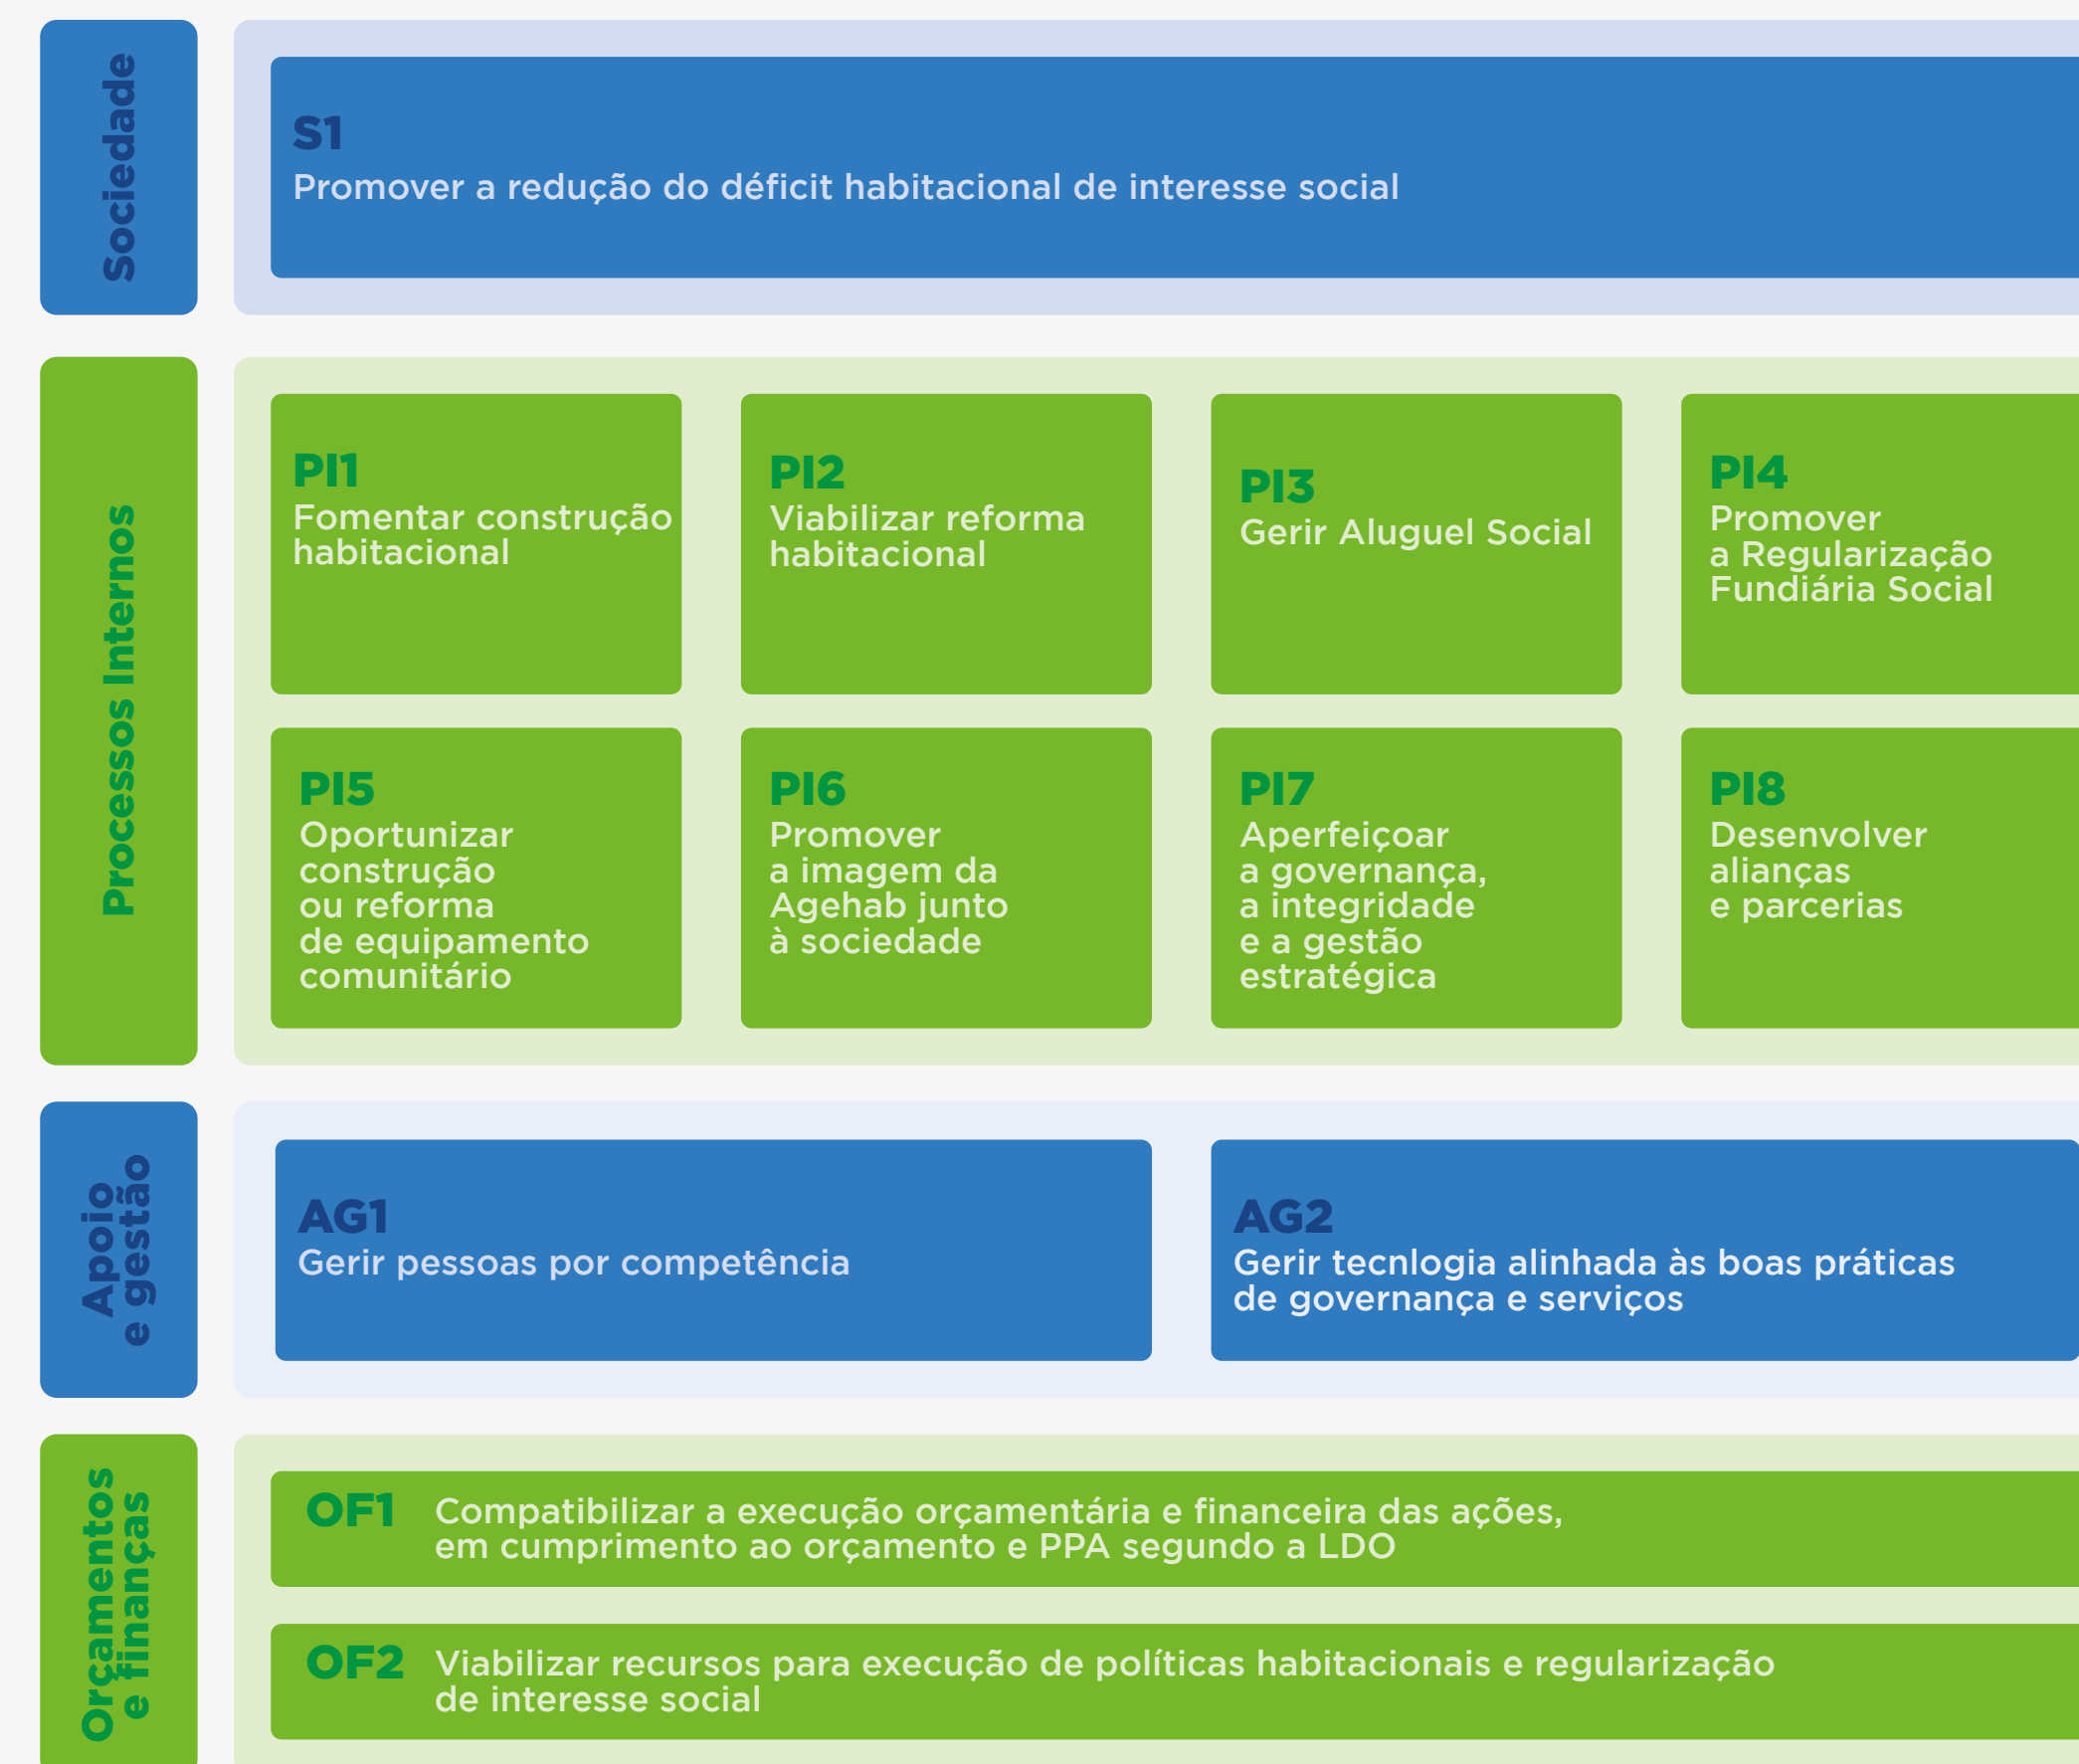 Sociedade
S1
Promover a redução do déficit habitacional de interesse social
Processos Internos
PI1
Fomentar construção
habitacional
PI2
Viabilizar reforma
habitacional
PI3
Gerir Aluguel Social
PI4
Promover
a Regularização
Fundiária Social
PI5
Oportunizar
construção
ou reforma
de equipamento
comunitário
PI6
Promover
a imagem da
Agehab junto
à sociedade
PI7
Aperfeiçoar
a governança,
a integridade
e a gestão
estratégica
PI8
Desenvolver
alianças
e parcerias
Apoio
e gestão
AG1
Gerir pessoas por competência
AG2
Gerir tecnlogia alinhada às boas práticas
de governança e serviços
Orçamentos
e finanças
OF1
Compatibilizar a execução orçamentária e financeira das ações,
em cumprimento ao orçamento e PPA segundo a LDO
OF2
Viabilizar recursos para execução de políticas habitacionais e regularização
de interesse social